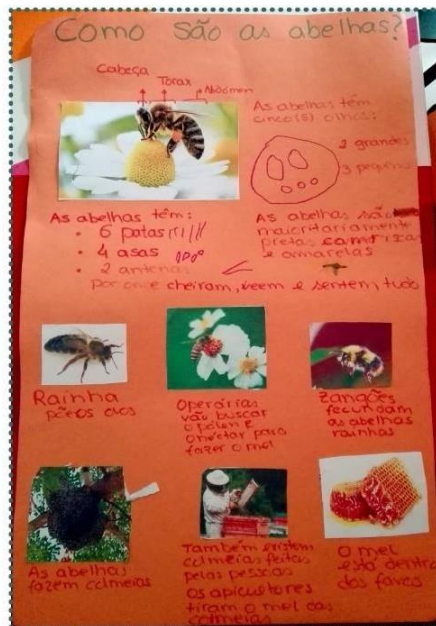 Como são as abelhas?
Cabeça
Torax
Abdómen
As abelhas têm
cinco (5) olhos:
2 grandes
3 pequenos
As abelhas têm:
• 6 patas
• 4 asas
• 2 antenas
por onde cheiram, veem e sentem tudo
As abelhas são
maioritariamente
pretas com riscas
e amarelas
Rainha
põe os ovos
Operárias
vão buscar
o pólen e
o néctar para
fazer o mel
Zangões
fecundam
as abelhas
rainhas
As abelhas
fazem colmeias
Também existem
colmeias feitas
pelas pessoas
Os apicultores
tiram o mel das
colmeias
O mel
está dentro
dos favos